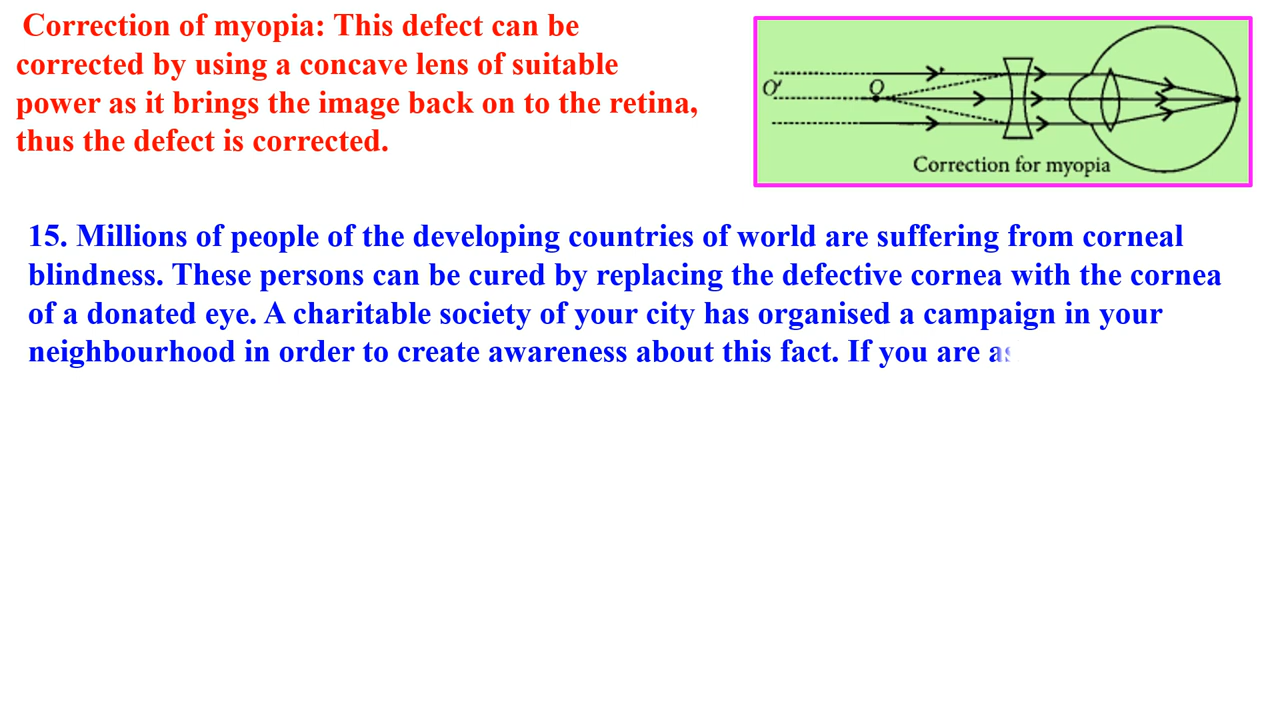 Correction of myopia: This defect can be
corrected by using a concave lens of suitable
power as it brings the image back on to the retina,
thus the defect is corrected.
O'
O
Correction for myopia
15. Millions of people of the developing countries of world are suffering from corneal
blindness. These persons can be cured by replacing the defective cornea with the cornea
of a donated eye. A charitable society of your city has organised a campaign in your
neighbourhood in order to create awareness about this fact. If you are